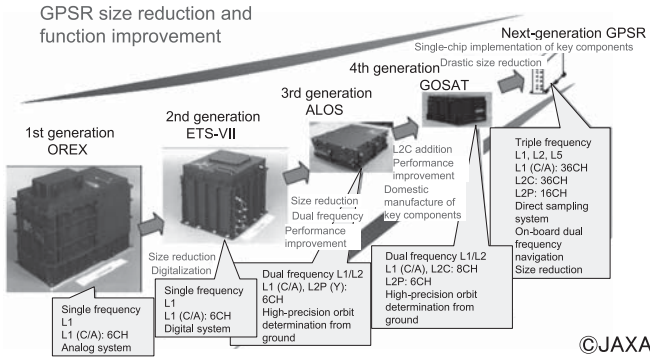 GPSR size reduction and
function improvement
Next-generation GPSR
Single-chip implementation of key components
Drastic size reduction
4th generation
GOSAT
3rd generation
ALOS
2nd generation
ETS-VII
1st generation
OREX
L2C addition
Performance
improvement
Domestic
manufacture of
key components
Size reduction
Dual frequency
Performance
improvement
Size reduction
Digitalization
Triple frequency
L1, L2, L5
L1 (C/A): 36CH
L2C: 36CH
L2P: 16CH
Direct sampling
system
On-board dual
frequency
navigation
Size reduction
Dual frequency L1/L2
L1 (C/A), L2C: 8CH
L2P: 6CH
High-precision orbit
determination from
ground
Dual frequency L1/L2
L1 (C/A), L2P (Y):
6CH
High-precision orbit
determination from
ground
Single frequency
L1
L1 (C/A): 6CH
Digital system
Single frequency
L1
L1 (C/A): 6CH
Analog system
©JAXA